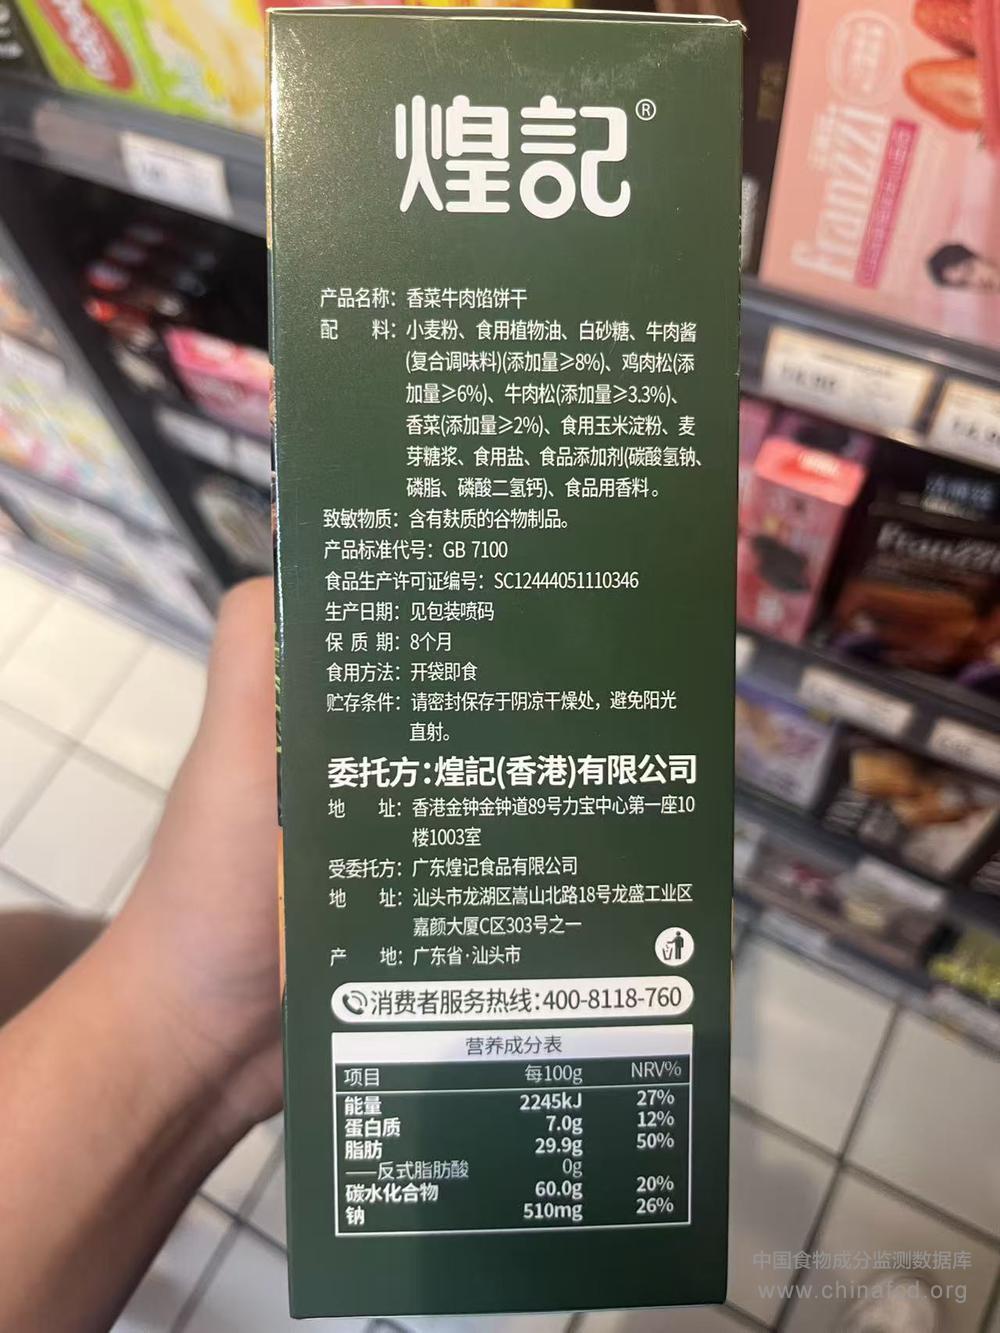 煌記®
产品名称：香菜牛肉馅饼干
配 料：小麦粉、食用植物油、白砂糖、牛肉酱
(复合调味料)(添加量≥8%)、鸡肉松(添
加量≥6%)、牛肉松(添加量≥3.3%)、
香菜(添加量≥2%)、食用玉米淀粉、麦
芽糖浆、食用盐、食品添加剂(碳酸氢钠、
磷脂、磷酸二氢钙)、食品用香料。
致敏物质：含有麸质的谷物制品。
产品标准代号：GB 7100
食品生产许可证编号：SC12444051110346
生产日期：见包装喷码
保 质 期：8个月
食用方法：开袋即食
贮存条件：请密封保存于阴凉干燥处，避免阳光
直射。
委托方：煌記(香港)有限公司
地 址：香港金钟金钟道89号力宝中心第一座10
楼1003室
受委托方：广东煌记食品有限公司
地 址：汕头市龙湖区嵩山北路18号龙盛工业区
嘉颜大厦C区303号之一
产 地：广东省·汕头市
消费者服务热线：400-8118-760
营养成分表
项目 每100g NRV%
能量 2245kJ 27%
蛋白质 7.0g 12%
脂肪 29.9g 50%
——反式脂肪酸 0g
碳水化合物 60.0g 20%
钠 510mg 26%
franzzi
Franzzi
中国食物成分监测数据库
www.chinafcd.org